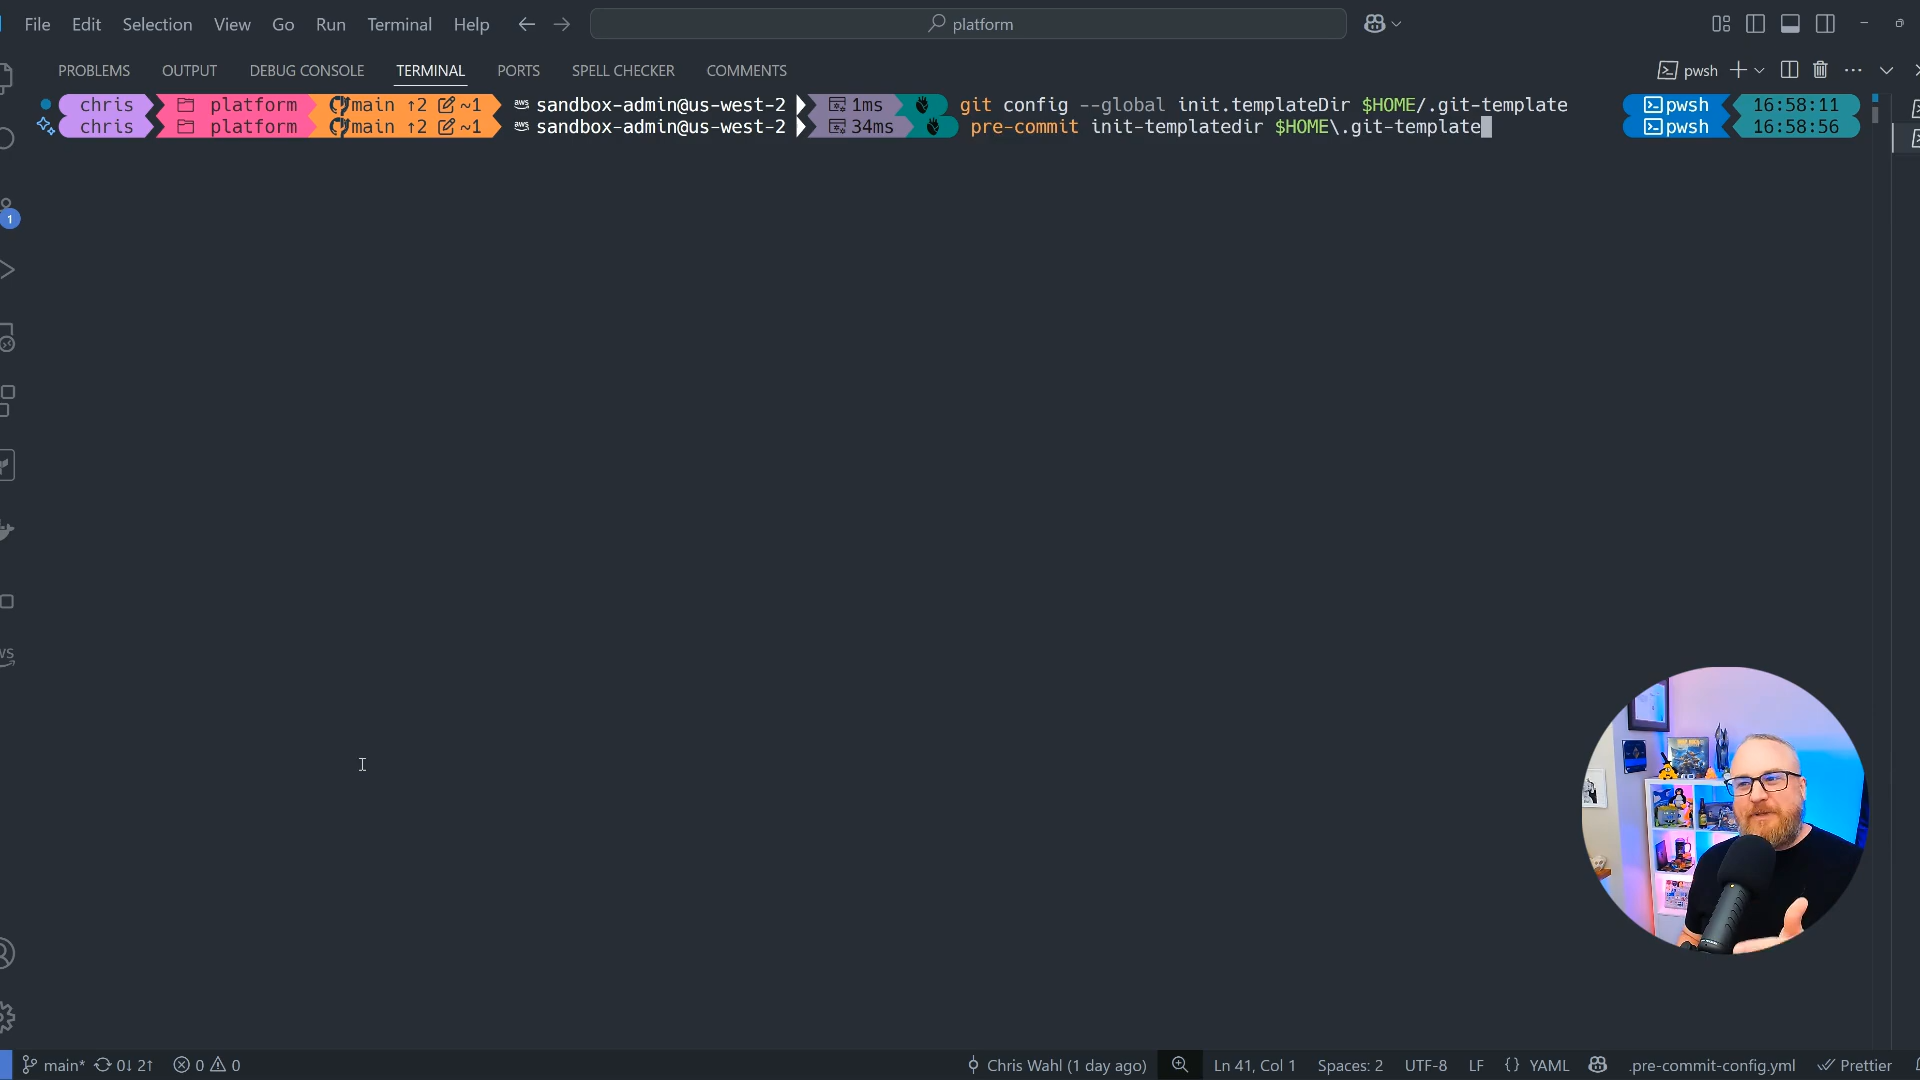 File Edit Selection View Go Run Terminal Help platform
PROBLEMS OUTPUT DEBUG CONSOLE TERMINAL PORTS SPELL CHECKER COMMENTS pwsh
chris platform main ↑2 ~1 aws sandbox-admin@us-west-2 1ms git config --global init.templateDir $HOME/.git-template pwsh 16:58:11
chris platform main ↑2 ~1 aws sandbox-admin@us-west-2 34ms pre-commit init-templatedir $HOME\.git-template pwsh 16:58:56
1
main* 0↓ 2↑ 0 0 Chris Wahl (1 day ago) Ln 41, Col 1 Spaces: 2 UTF-8 LF {} YAML .pre-commit-config.yml Prettier